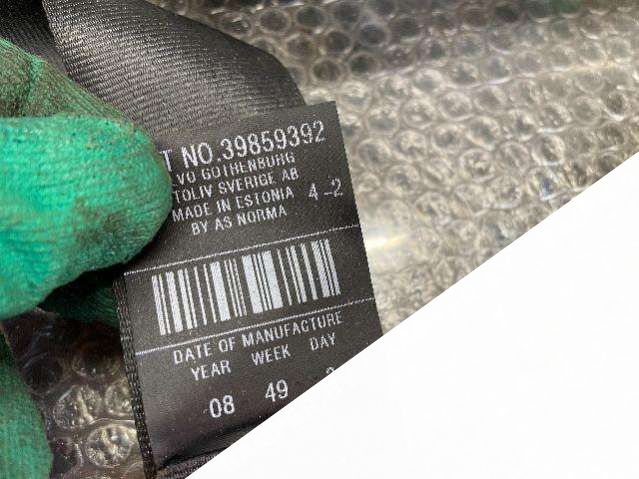 T NO.39859392
LVO GOTHENBURG
TOLIV SVERIGE AB
MADE IN ESTONIA 4-2
BY AS NORMA
DATE OF MANUFACTURE
YEAR WEEK DAY
08 49